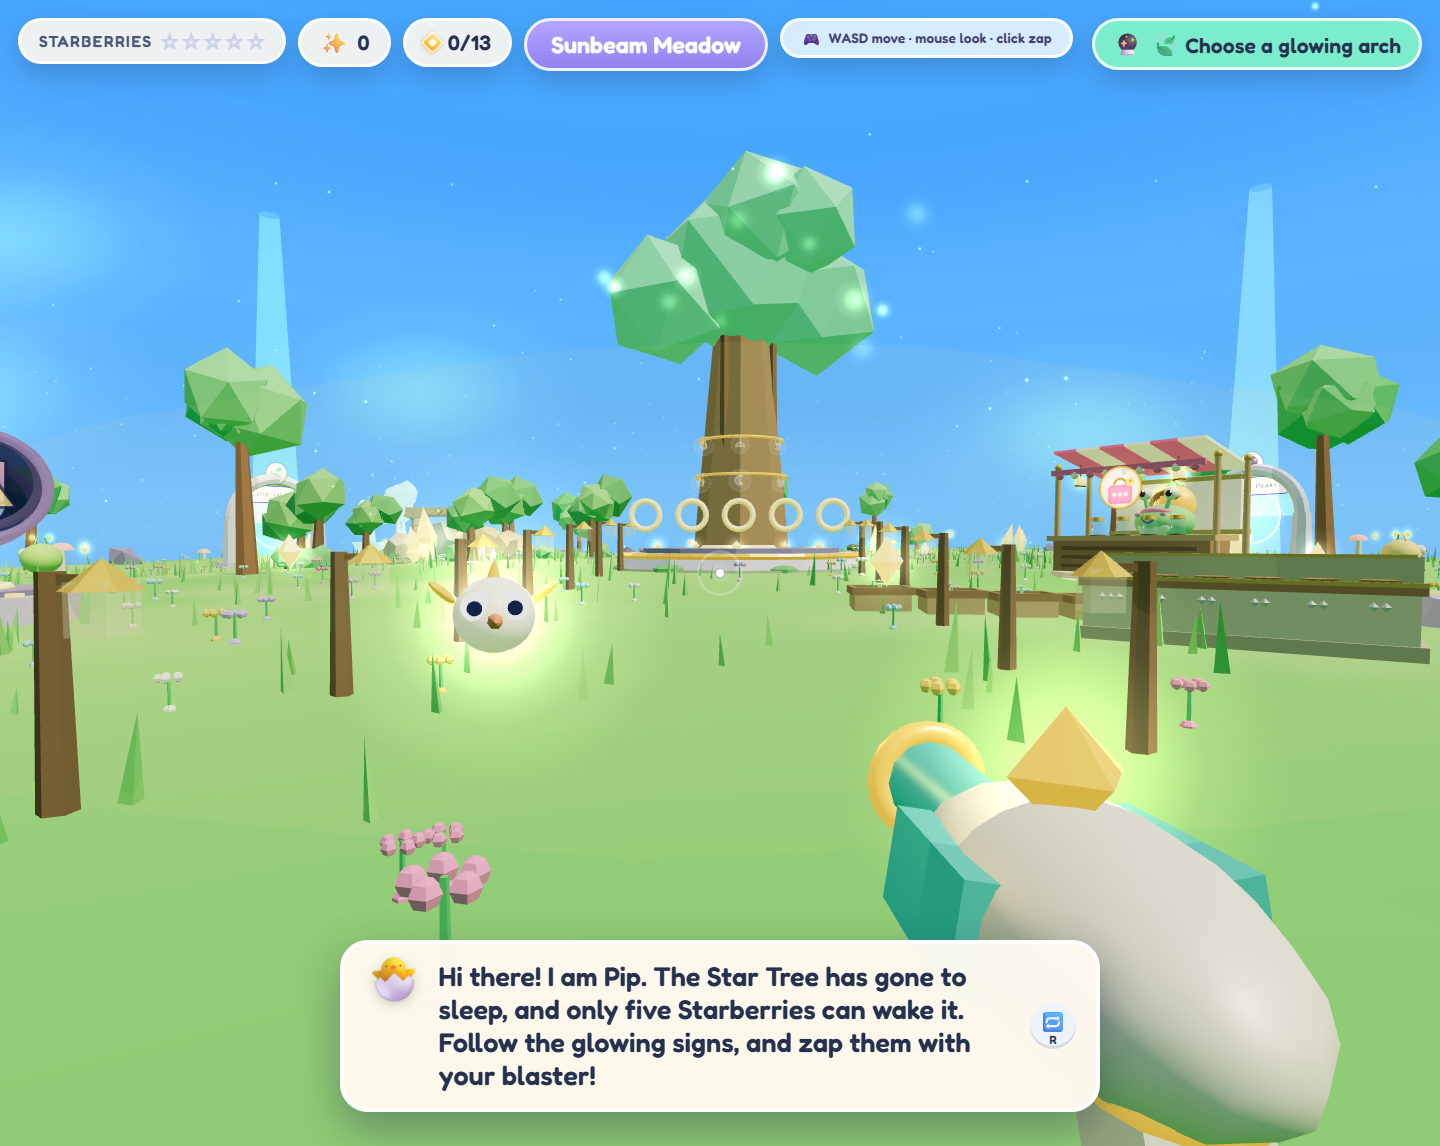 STARBERRIES
0
0/13
Sunbeam Meadow
WASD move · mouse look · click zap
Choose a glowing arch
Peaks
Hi there! I am Pip. The Star Tree has gone to
sleep, and only five Starberries can wake it.
Follow the glowing signs, and zap them with
your blaster!
R